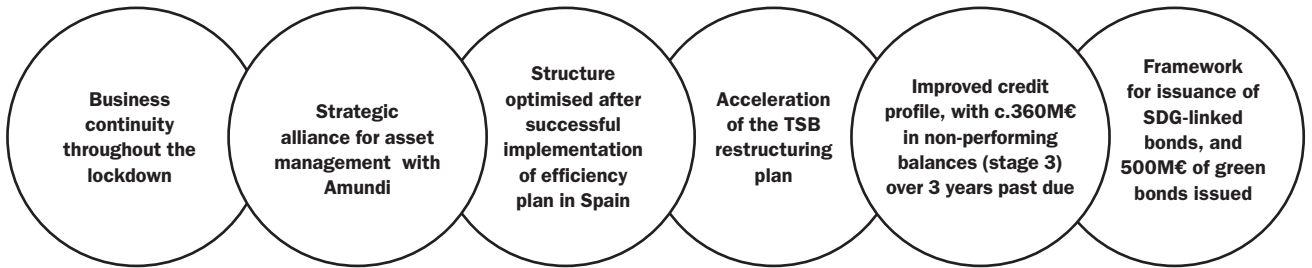 Business
continuity
throughout the
lockdown
Strategic
alliance for asset
management with
Amundi
Structure
optimised after
successful
implementation
of efficiency
plan in Spain
Acceleration
of the TSB
restructuring
plan
Improved credit
profile, with c.360M€
in non-performing
balances (stage 3)
over 3 years past due
Framework
for issuance of
SDG-linked
bonds, and
500M€ of green
bonds issued